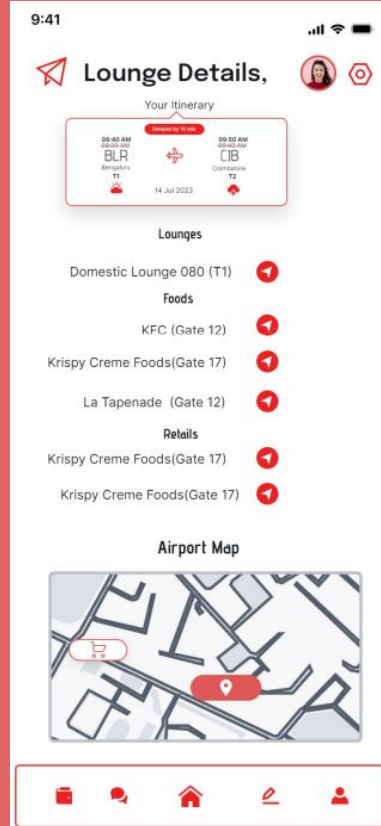 9:41
Lounge Details,
Your Itinerary
Delayed by 10 min
08:40 AM 09:50 AM
08:30 AM 09:40 AM
BLR CJB
Bengaluru Coimbatore
T1 T2
14 Jul 2023
Lounges
Domestic Lounge 080 (T1)
Foods
KFC (Gate 12)
Krispy Creme Foods(Gate 17)
La Tapenade (Gate 12)
Retails
Krispy Creme Foods(Gate 17)
Krispy Creme Foods(Gate 17)
Airport Map